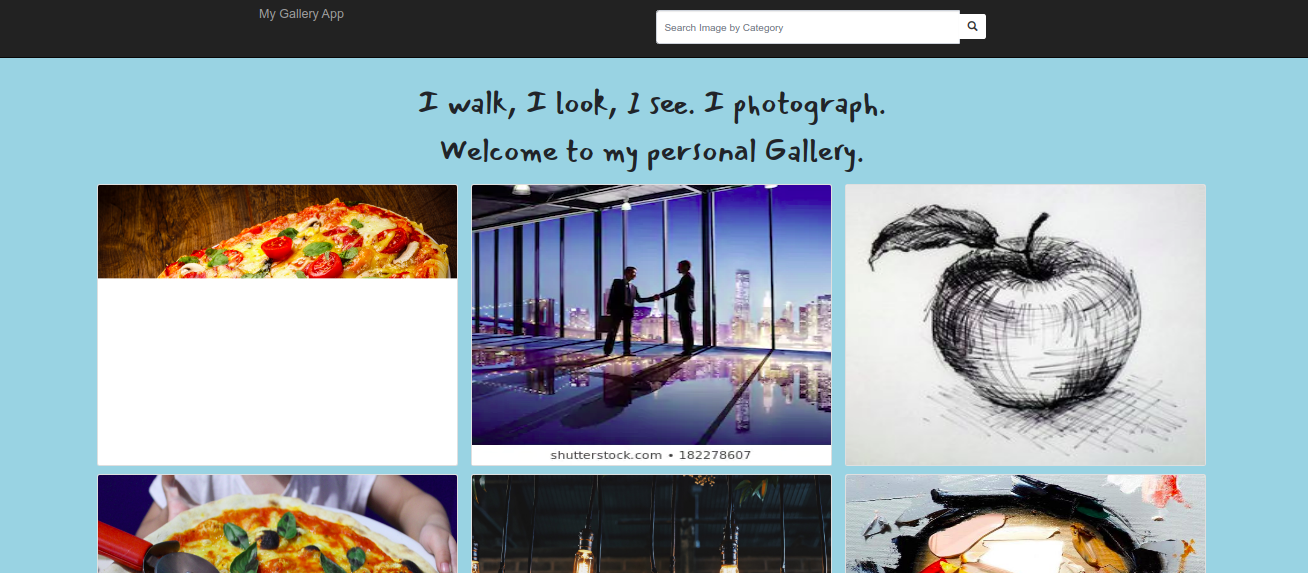 My Gallery App
Search Image by Category
I walk, I look, I see. I photograph.
Welcome to my personal Gallery.
shutterstock.com • 182278607